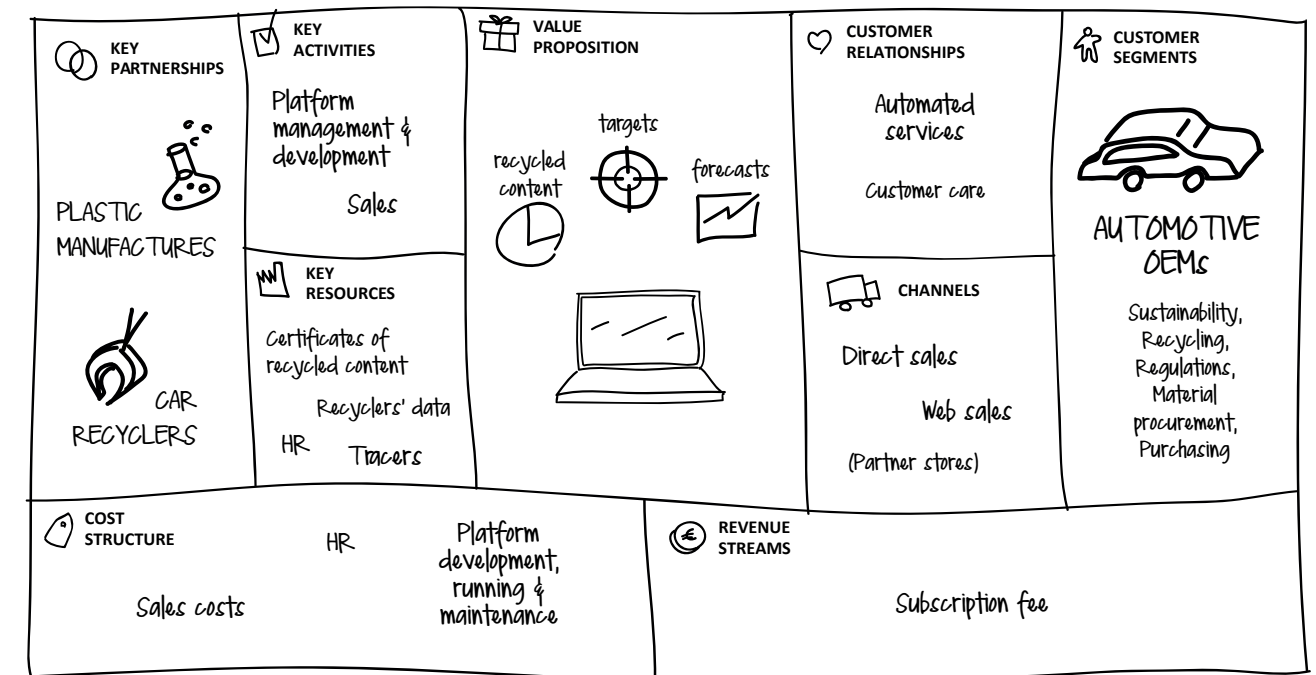 KEY
PARTNERSHIPS
PLASTIC
MANUFACTURES
CAR
RECYCLERS
KEY
ACTIVITIES
Platform
management &
development
Sales
KEY
RESOURCES
Certificates of
recycled content
Recyclers' data
HR
Tracers
VALUE
PROPOSITION
targets
recycled
content
forecasts
CUSTOMER
RELATIONSHIPS
Automated
services
Customer care
CHANNELS
Direct sales
Web sales
(Partner stores)
CUSTOMER
SEGMENTS
AUTOMOTIVE
OEMs
Sustainability,
Recycling,
Regulations,
Material
procurement,
Purchasing
COST
STRUCTURE
HR
Sales costs
Platform
development,
running &
maintenance
€
REVENUE
STREAMS
Subscription fee